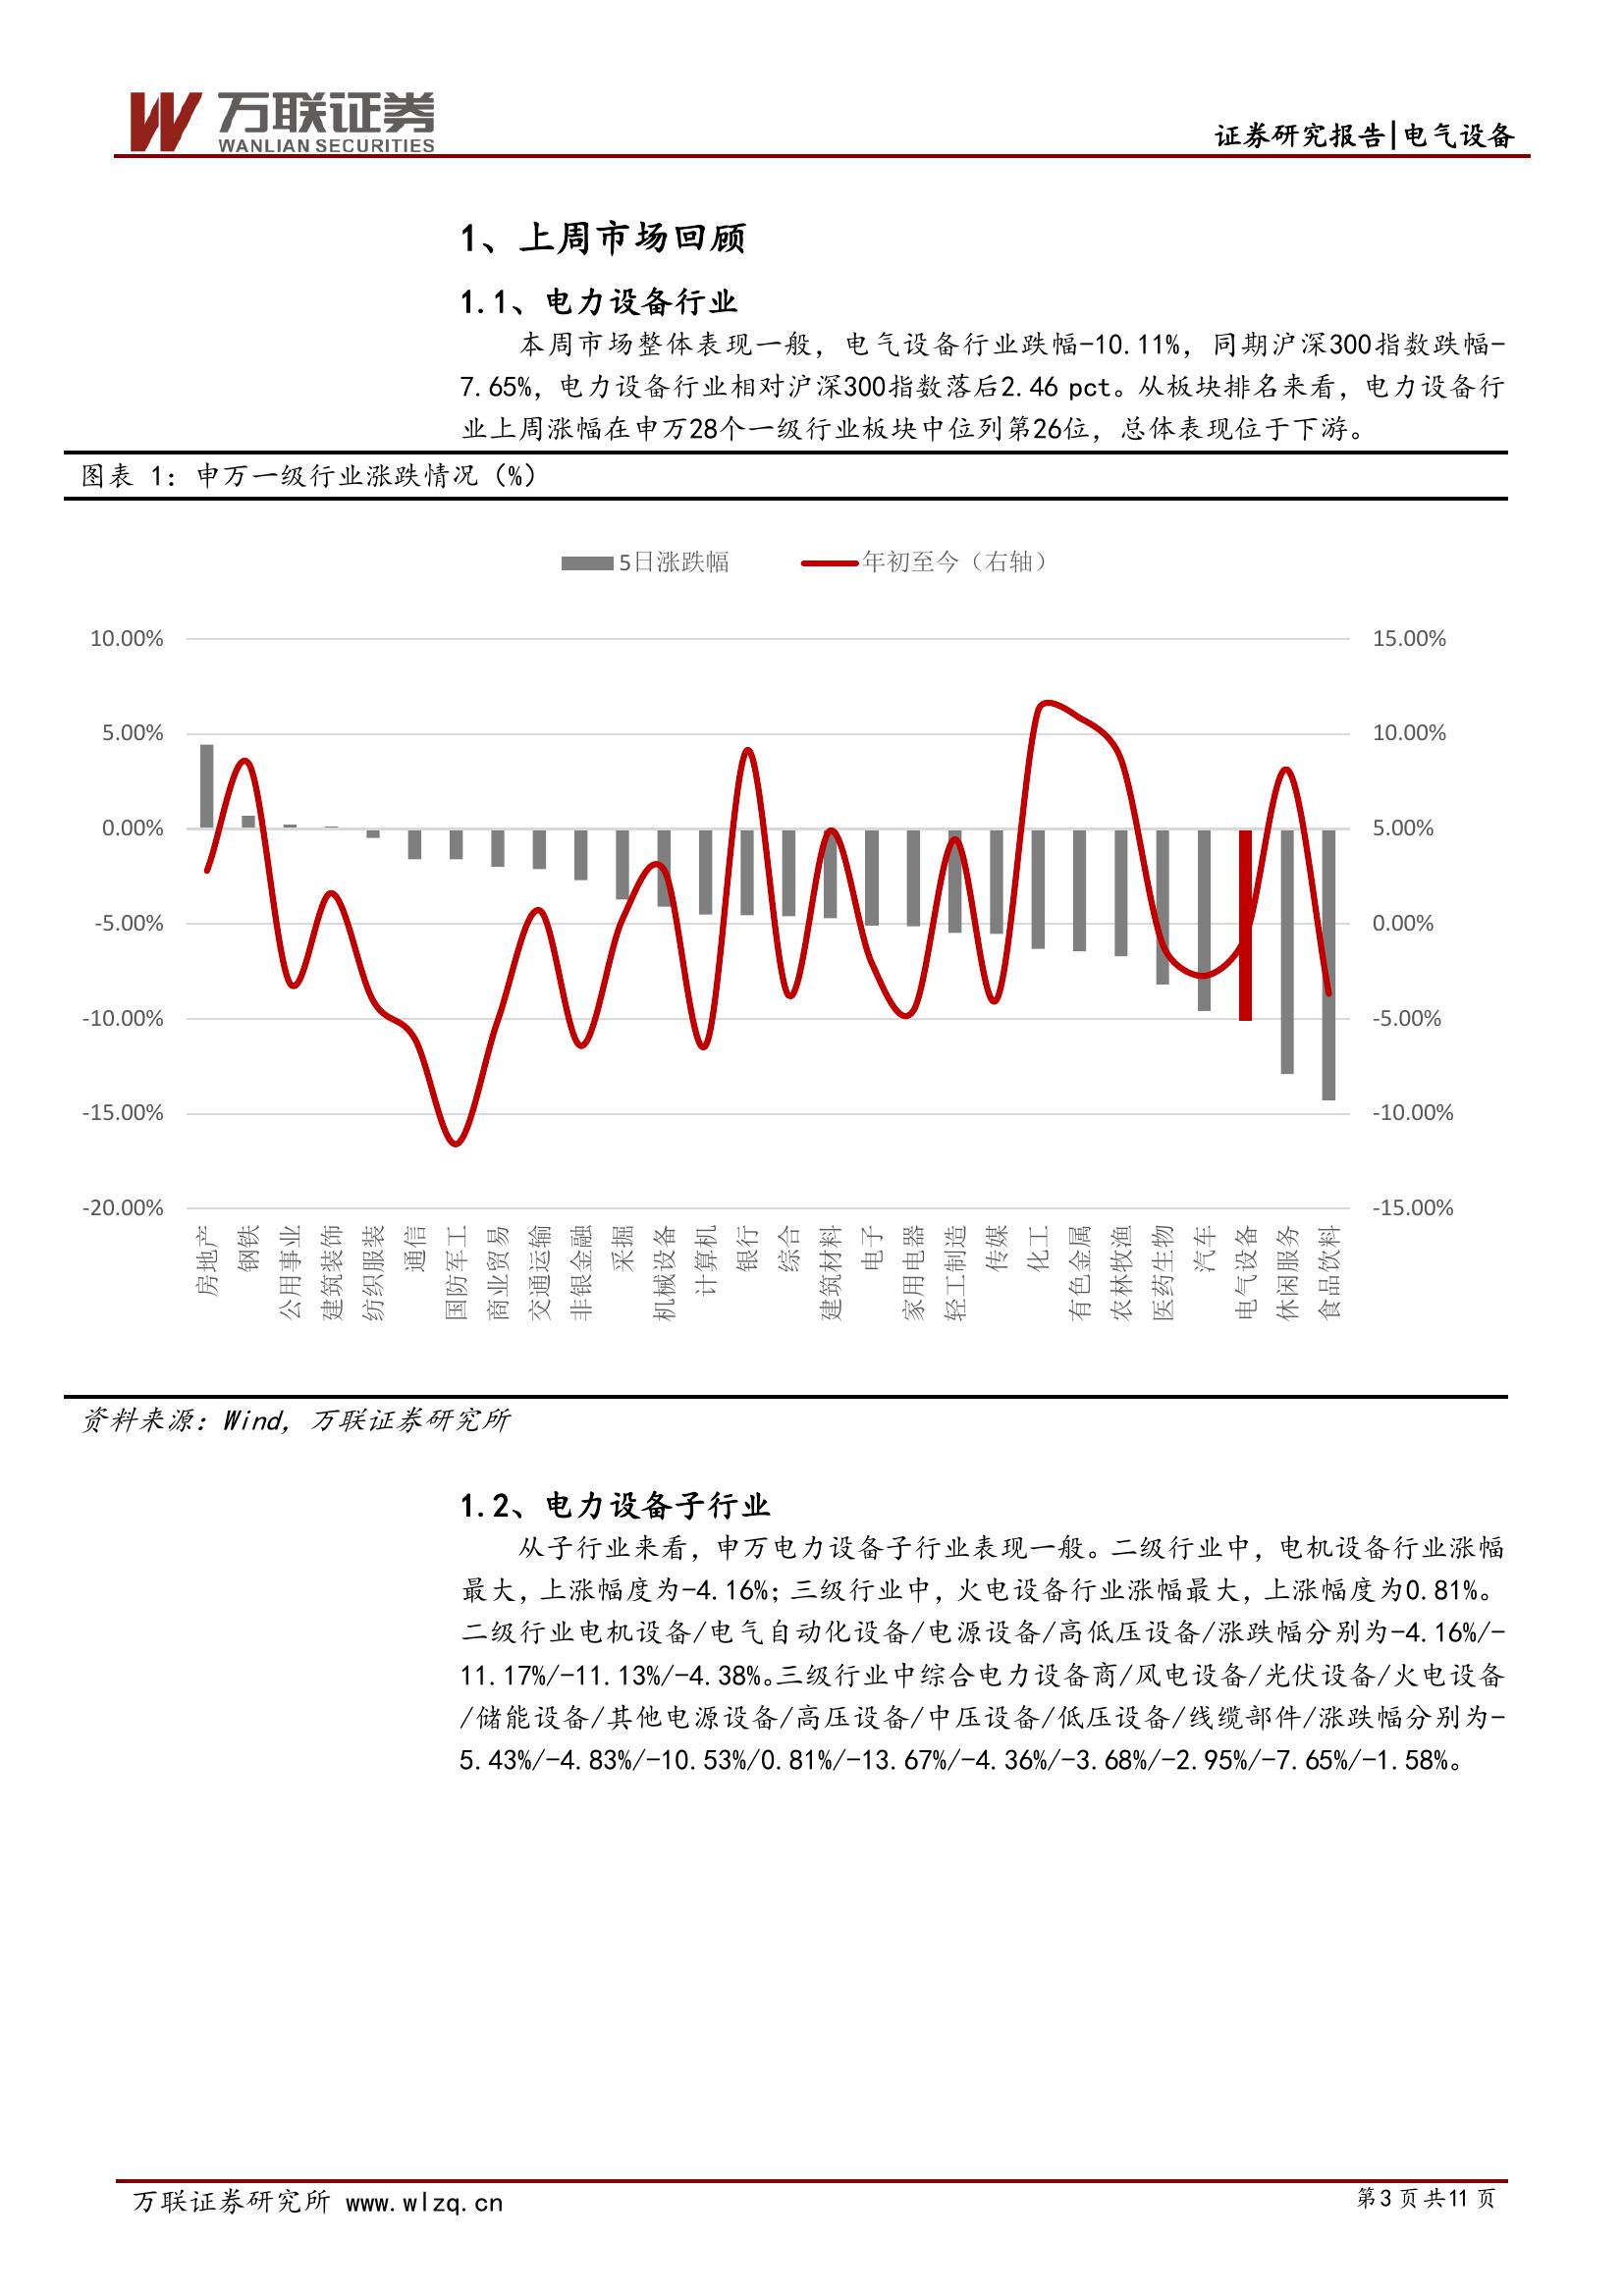 万联证券
WANLIAN SECURITIES
证券研究报告|电气设备
1、上周市场回顾
1.1、电力设备行业
本周市场整体表现一般，电气设备行业跌幅-10.11%，同期沪深300指数跌幅-
7.65%，电力设备行业相对沪深300指数落后2.46 pct。从板块排名来看，电力设备行
业上周涨幅在申万28个一级行业板块中位列第26位，总体表现位于下游。
图表 1：申万一级行业涨跌情况（%）
5日涨跌幅
年初至今（右轴）
10.00%
5.00%
0.00%
-5.00%
-10.00%
-15.00%
-20.00%
15.00%
10.00%
5.00%
0.00%
-5.00%
-10.00%
-15.00%
房地产
钢铁
公用事业
建筑装饰
纺织服装
通信
国防军工
商业贸易
交通运输
非银金融
采掘
机械设备
计算机
银行
综合
建筑材料
电子
家用电器
轻工制造
传媒
化工
有色金属
农林牧渔
医药生物
汽车
电气设备
休闲服务
食品饮料
资料来源：Wind，万联证券研究所
1.2、电力设备子行业
从子行业来看，申万电力设备子行业表现一般。二级行业中，电机设备行业涨幅
最大，上涨幅度为-4.16%；三级行业中，火电设备行业涨幅最大，上涨幅度为0.81%。
二级行业电机设备/电气自动化设备/电源设备/高低压设备/涨跌幅分别为-4.16%/-
11.17%/-11.13%/-4.38%。三级行业中综合电力设备商/风电设备/光伏设备/火电设备
/储能设备/其他电源设备/高压设备/中压设备/低压设备/线缆部件/涨跌幅分别为-
5.43%/-4.83%/-10.53%/0.81%/-13.67%/-4.36%/-3.68%/-2.95%/-7.65%/-1.58%。
万联证券研究所 www.wlzq.cn
第3页共11页